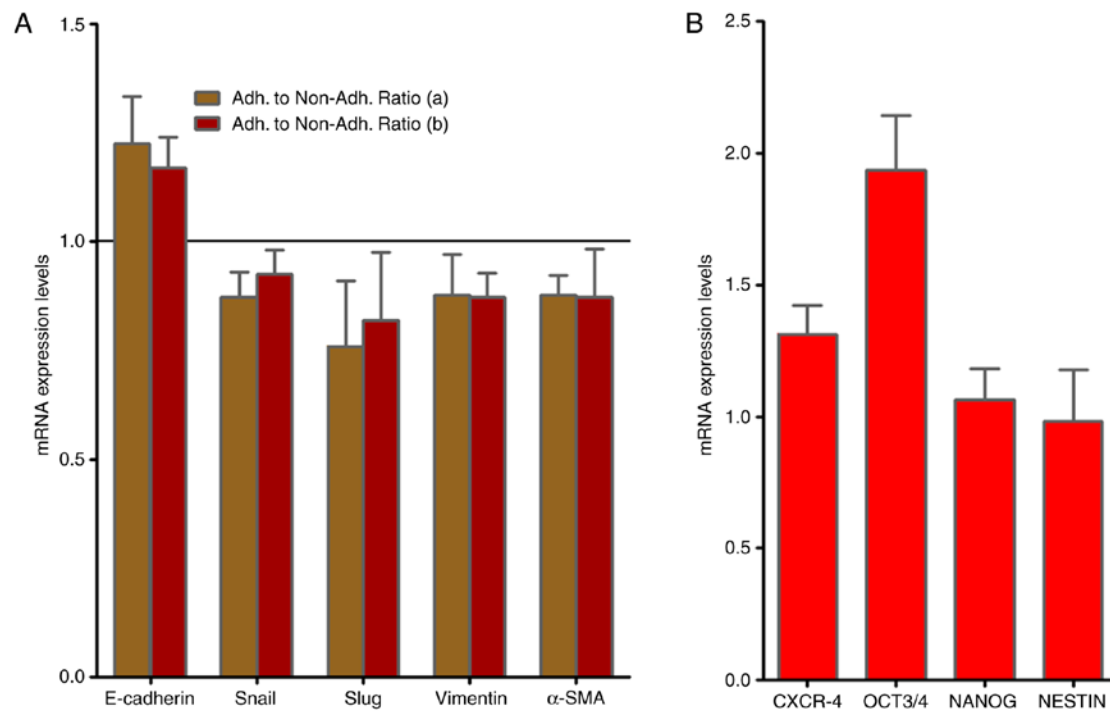 A
mRNA expression levels
1.5
1.0
0.5
0.0
Adh. to Non-Adh. Ratio (a)
Adh. to Non-Adh. Ratio (b)
E-cadherin
Snail
Slug
Vimentin
α-SMA
B
mRNA expression levels
2.5
2.0
1.5
1.0
0.5
0.0
CXCR-4
OCT3/4
NANOG
NESTIN